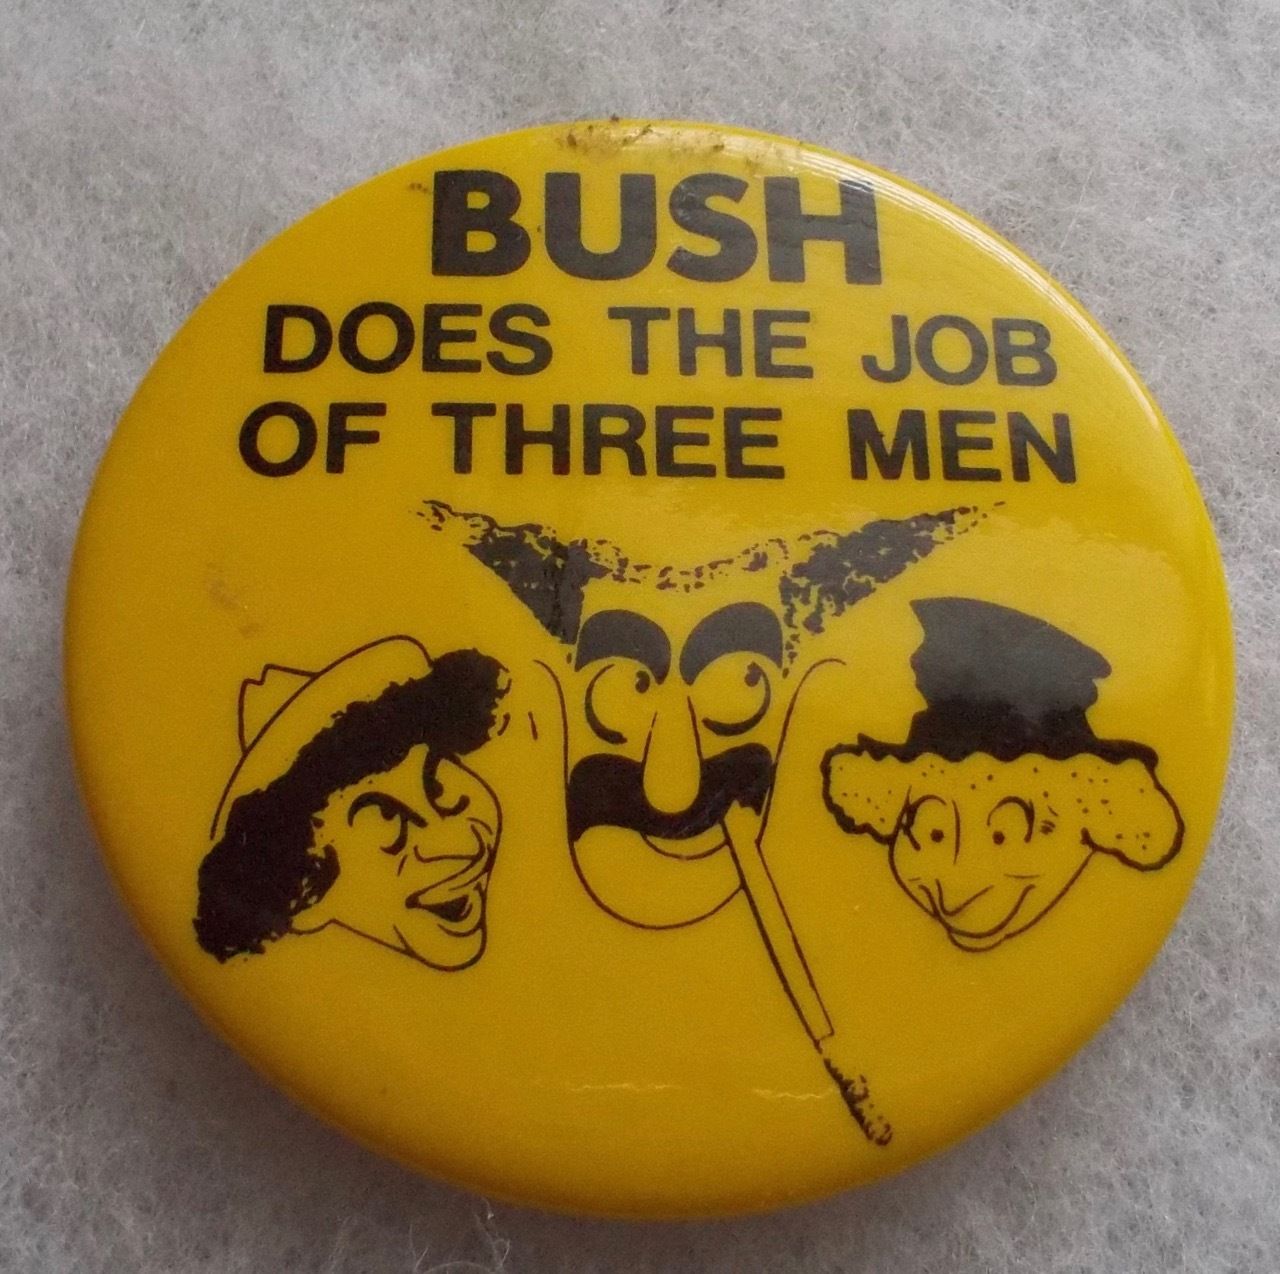 BUSH
DOES THE JOB
OF THREE MEN